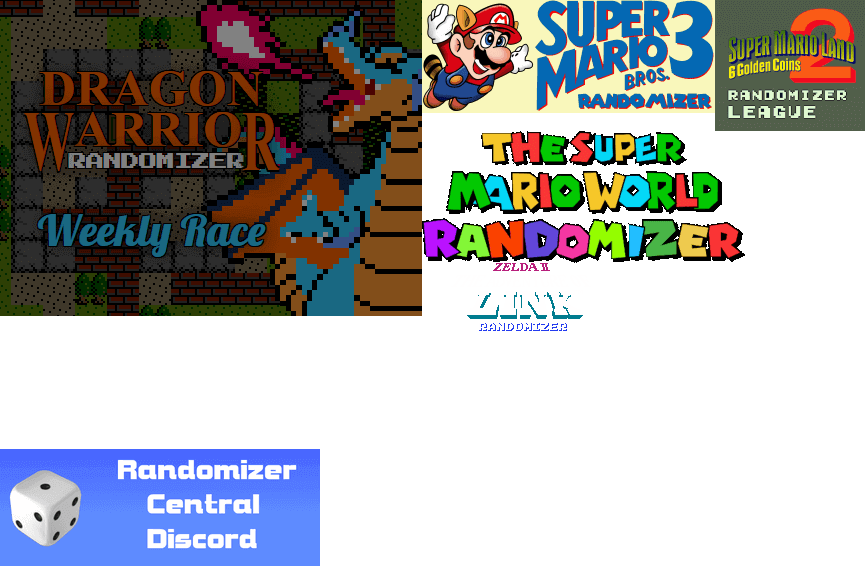 DRAGON
WARRIOR
RANDOMIZER
Weekly Race
SUPER
MARIO
BROS. 3
RANDOMIZER
SUPER MARIO LAND
6 Golden Coins 2
RANDOMIZER
LEAGUE
THE SUPER
MARIO WORLD
RANDOMIZER
ZELDA II
LINK
RANDOMIZER
Randomizer
Central
Discord